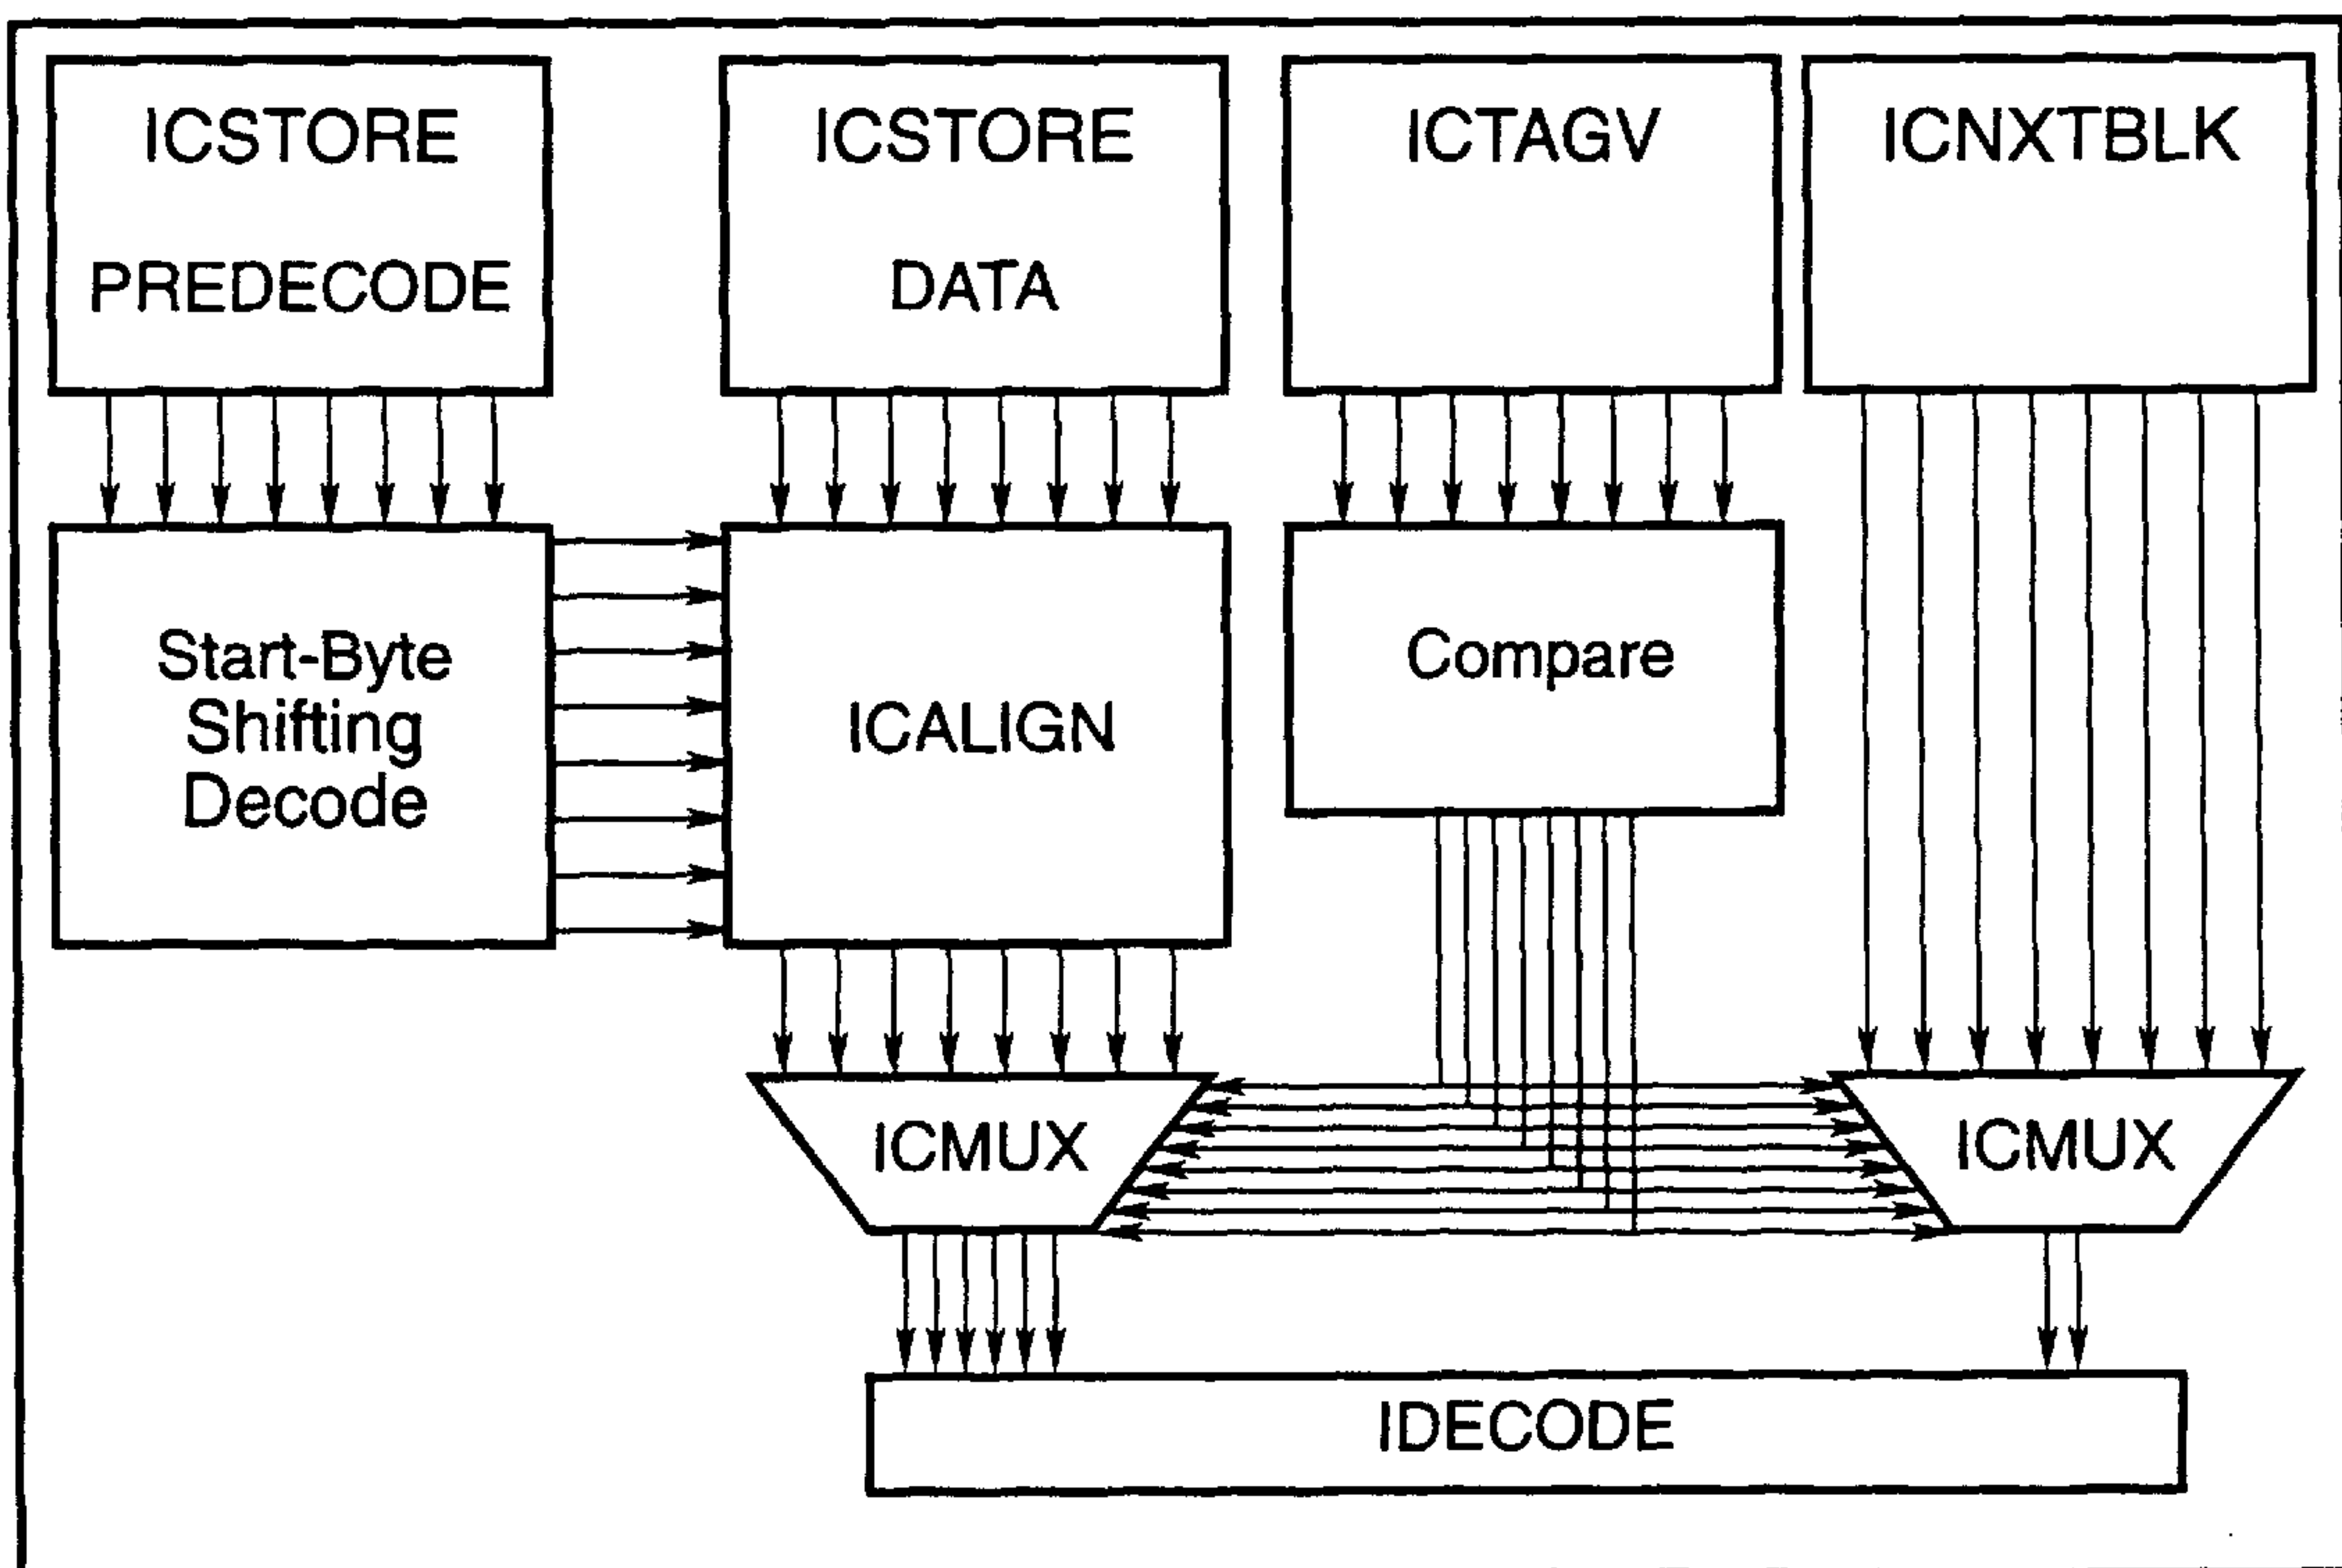 ICSTORE
PREDECODE
ICSTORE
DATA
ICTAGV
ICNXTBLK
Start-Byte
Shifting
Decode
ICALIGN
Compare
ICMUX
ICMUX
IDECODE